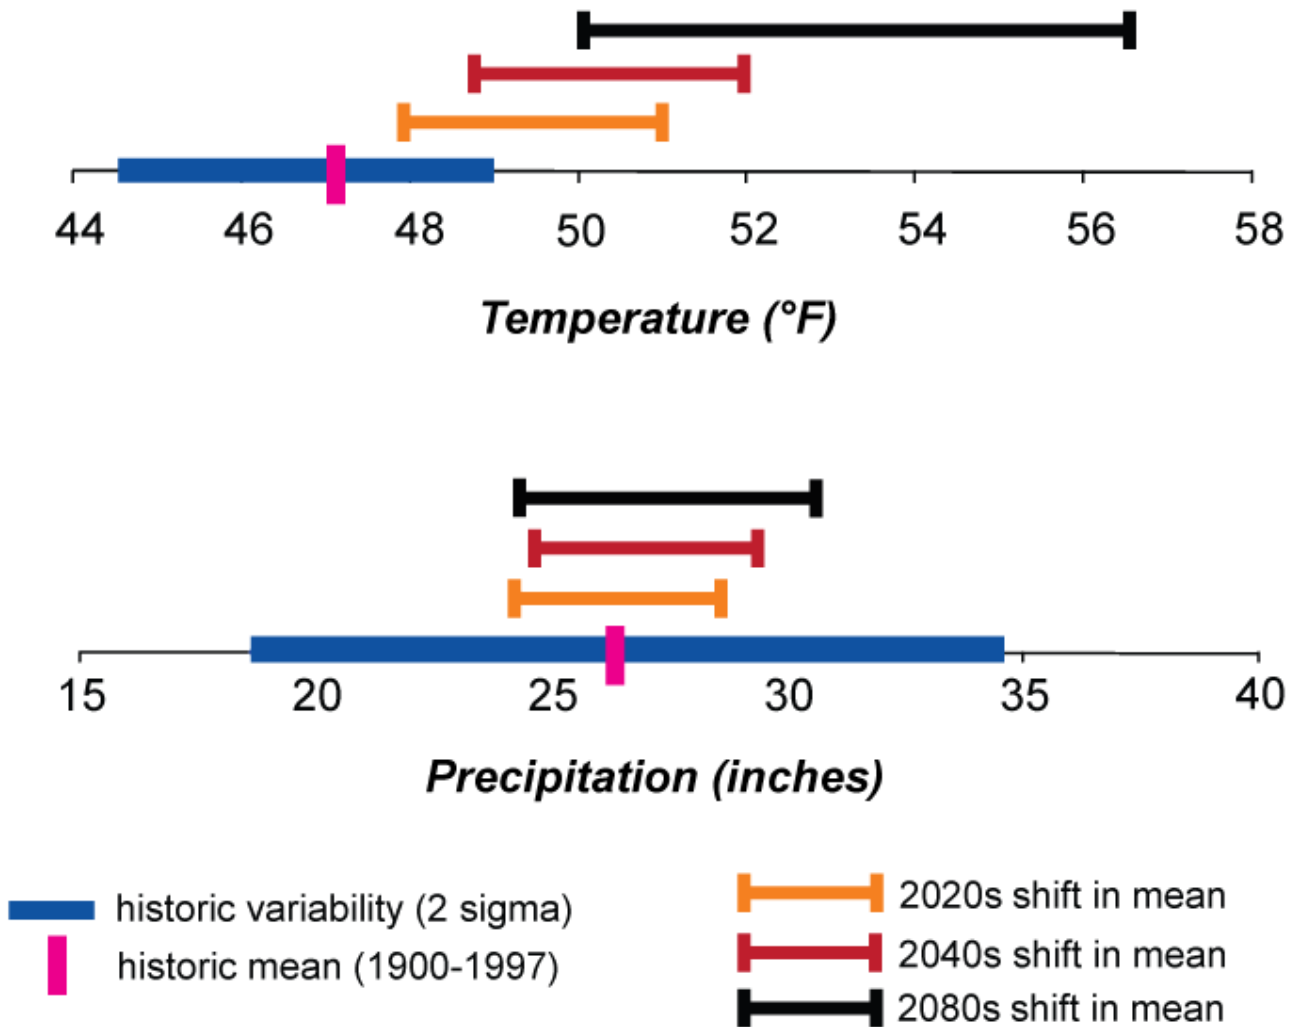 44 46 48 50 52 54 56 58
Temperature (°F)
15 20 25 30 35 40
Precipitation (inches)
historic variability (2 sigma)
historic mean (1900-1997)
2020s shift in mean
2040s shift in mean
2080s shift in mean